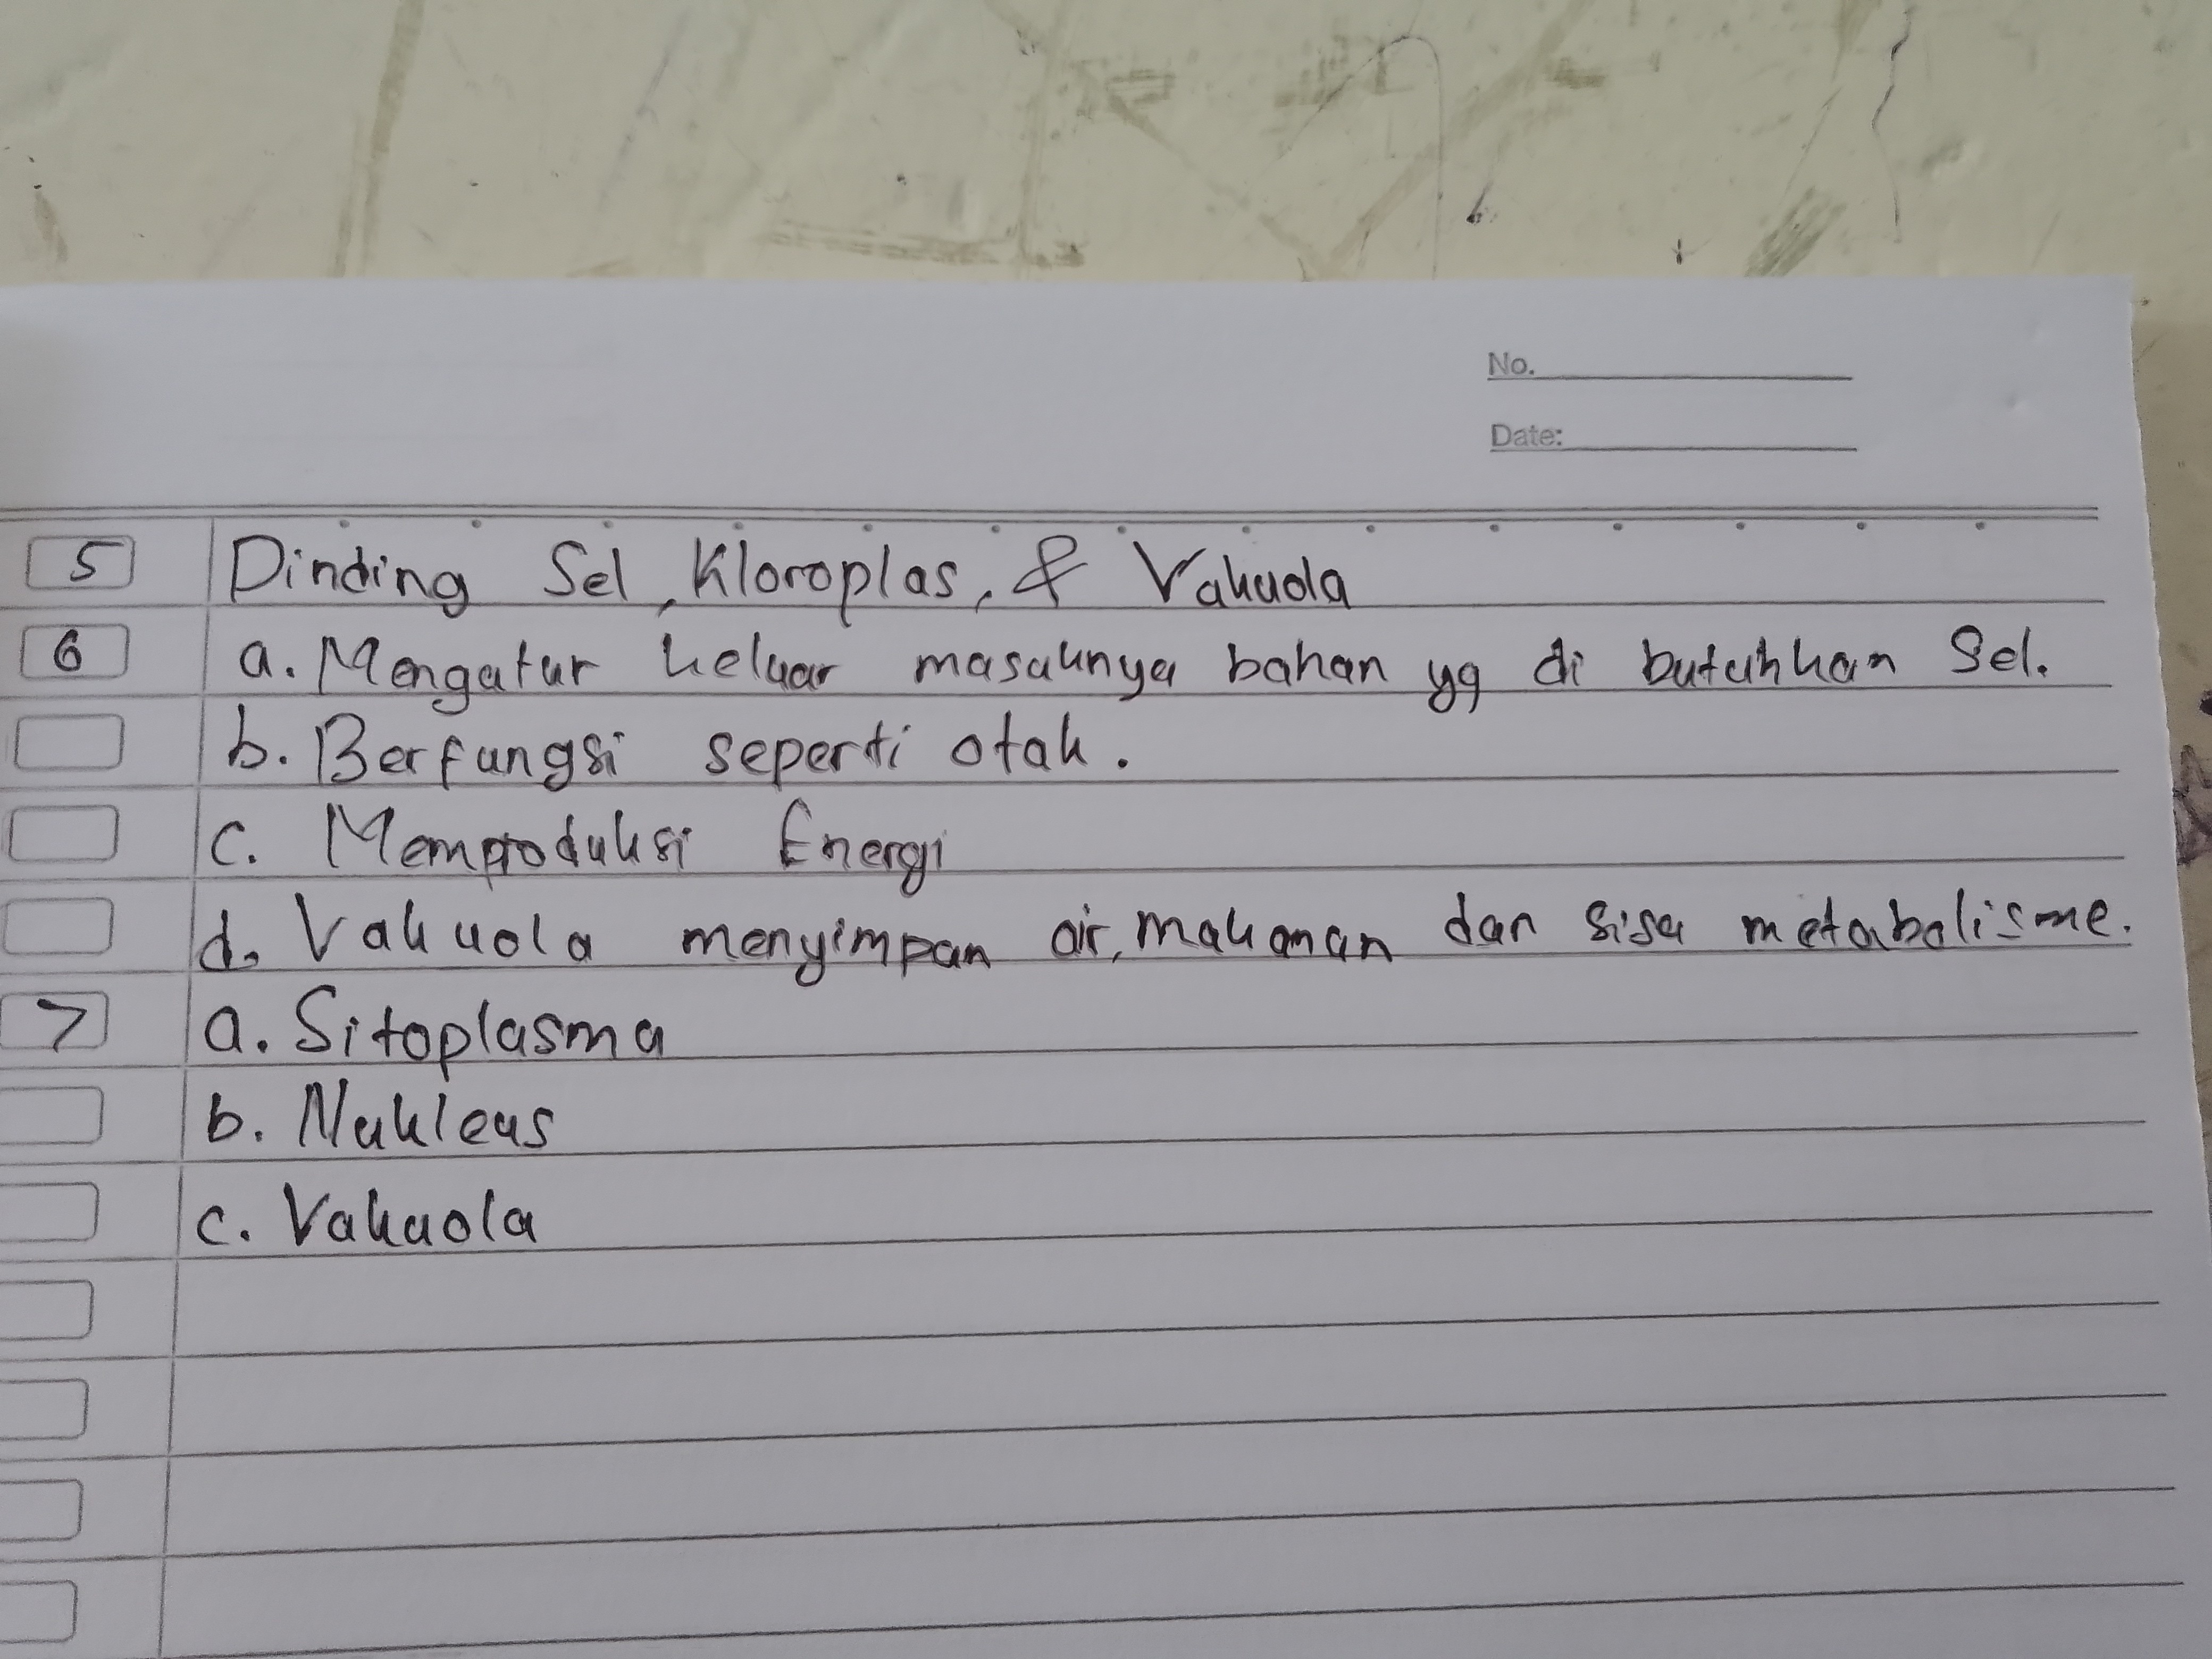 No.
Date:
5 Dinding Sel, Kloroplas, & Vakuola
6 a. Mengatur keluar masuknya bahan yg di butuhkan Sel.
b. Berfungsi seperti otak.
c. Memproduksi Energi
d. Vakuola menyimpan air, makanan dan sisa metabolisme.
7 a. Sitoplasma
b. Nukleus
c. Vakuola